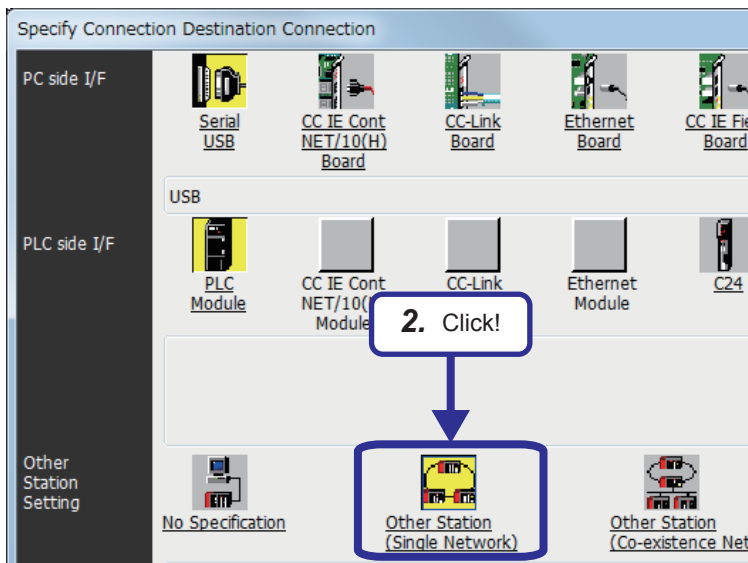 Specify Connection Destination Connection
PC side I/F
Serial
USB
CC IE Cont
NET/10(H)
Board
CC-Link
Board
Ethernet
Board
CC IE Fie
Board
USB
PLC side I/F
PLC
Module
CC IE Cont
NET/10(
Module
CC-Link
Ethernet
Module
C24
2. Click!
Other
Station
Setting
No Specification
Other Station
(Single Network)
Other Station
(Co-existence Net